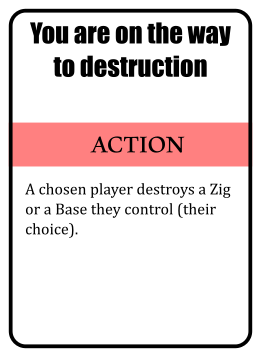 You are on the way
to destruction
ACTION
A chosen player destroys a Zig
or a Base they control (their
choice).